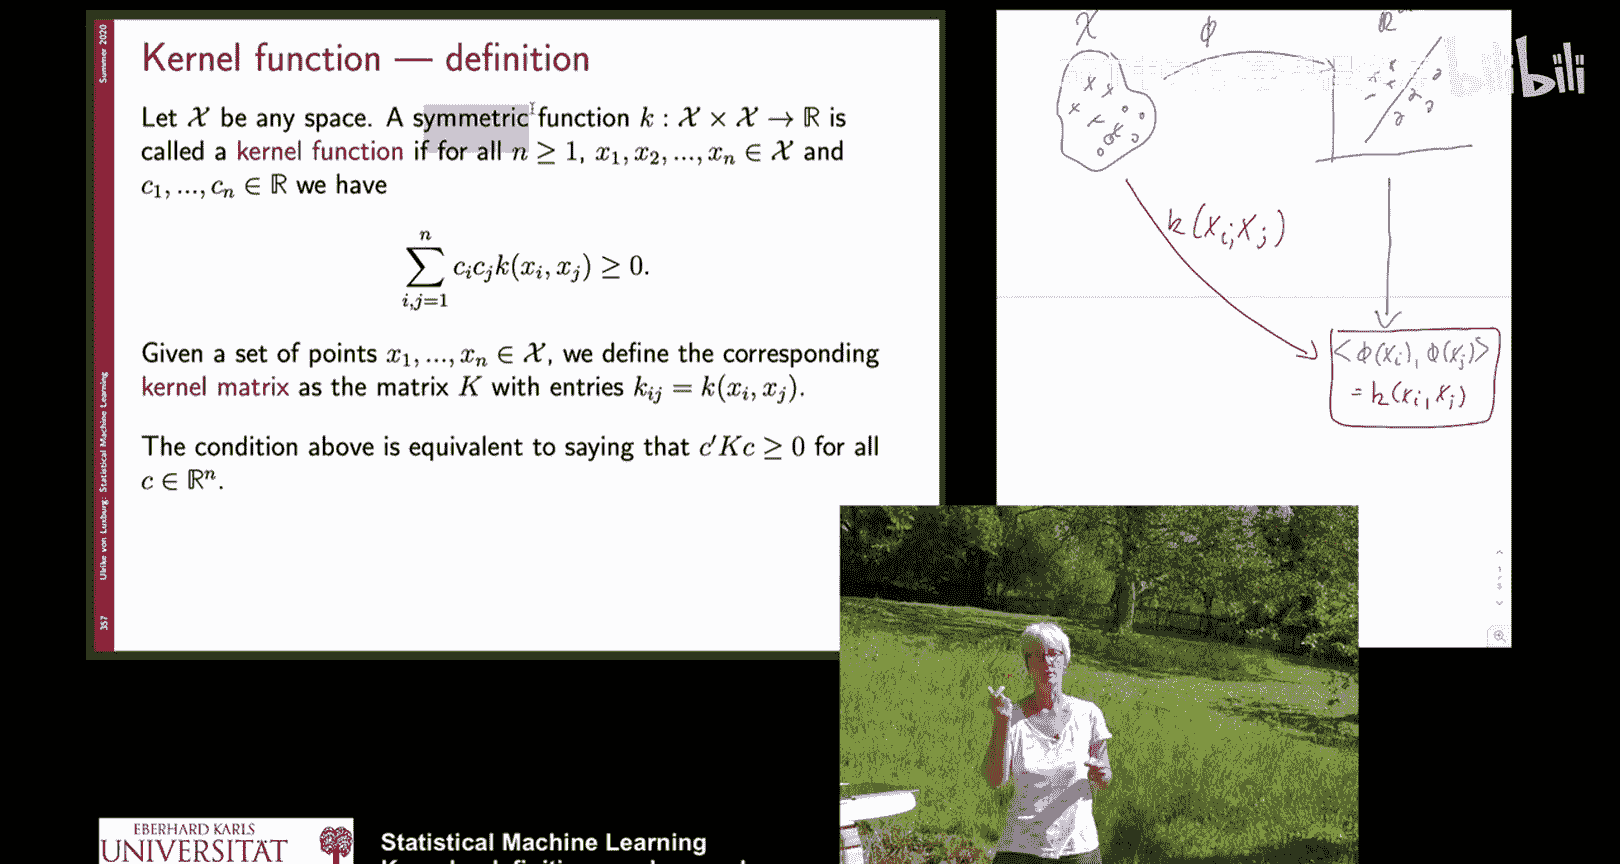 Summer 2020
Ulrike von Luxburg: Statistical Machine Learning
357
Kernel function — definition
Let 𝒳 be any space. A symmetric function k : 𝒳 × 𝒳 → ℝ is
called a kernel function if for all n ≥ 1, x₁, x₂, ..., xₙ ∈ 𝒳 and
c₁, ..., cₙ ∈ ℝ we have
n
∑ cᵢcⱼk(xᵢ, xⱼ) ≥ 0.
i,j=1
Given a set of points x₁, ..., xₙ ∈ 𝒳, we define the corresponding
kernel matrix as the matrix K with entries kᵢⱼ = k(xᵢ, xⱼ).
The condition above is equivalent to saying that c′Kc ≥ 0 for all
c ∈ ℝⁿ.
𝒳 Φ ℝ
bilibili
k(xᵢ, xⱼ)
<Φ(xᵢ), Φ(xⱼ)>
= k(xᵢ, xⱼ)
EBERHARD KARLS
UNIVERSITÄT
Statistical Machine Learning